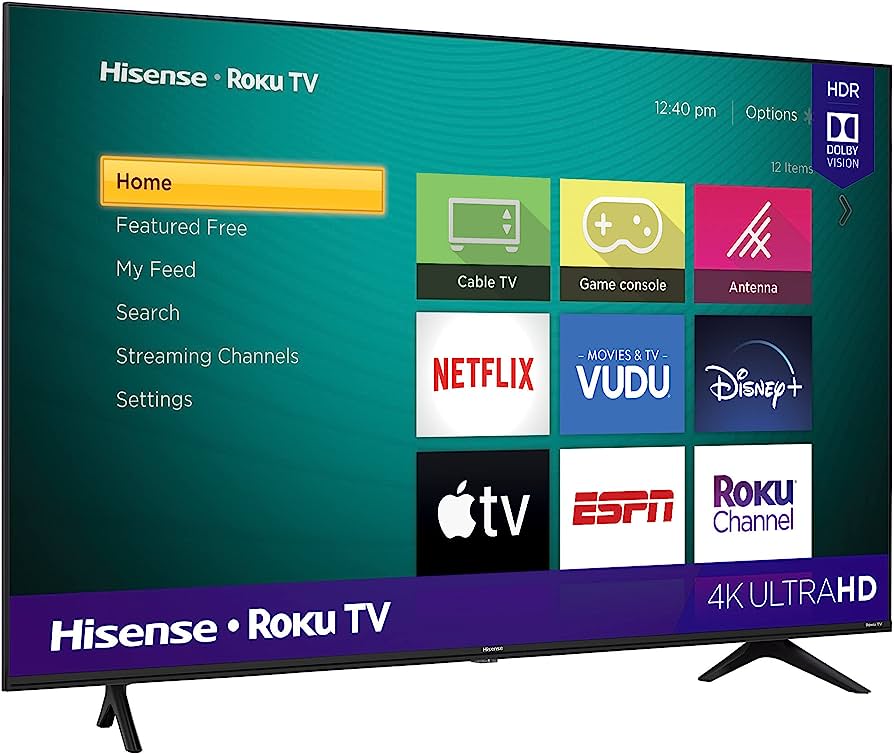 Hisense • Roku TV
HDR
12:40 pm | Options ✱
DOLBY
VISION
12 Items
Home
Featured Free
My Feed
Search
Streaming Channels
Settings
Cable TV
Game console
Antenna
NETFLIX
- MOVIES & TV -
VUDU
Disney+
tv
ESPN
Roku
Channel
4K ULTRAHD
Hisense • Roku TV
Hisense
Roku TV